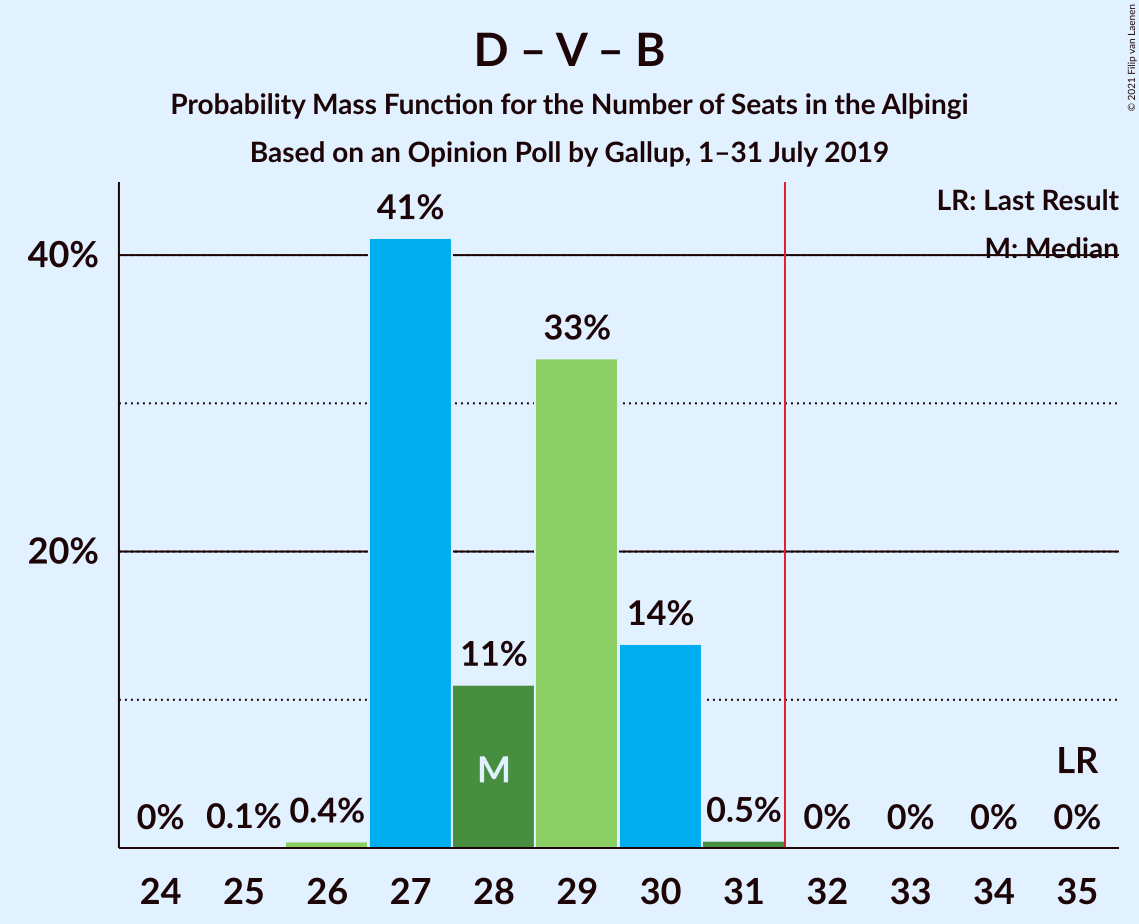 D – V – B
Probability Mass Function for the Number of Seats in the Alþingi
Based on an Opinion Poll by Gallup, 1–31 July 2019
© 2021 Filip van Laenen
LR: Last Result
M: Median
40%
20%
41%
33%
14%
11%
M
LR
0% 0.1% 0.4% 0.5% 0% 0% 0% 0%
24 25 26 27 28 29 30 31 32 33 34 35